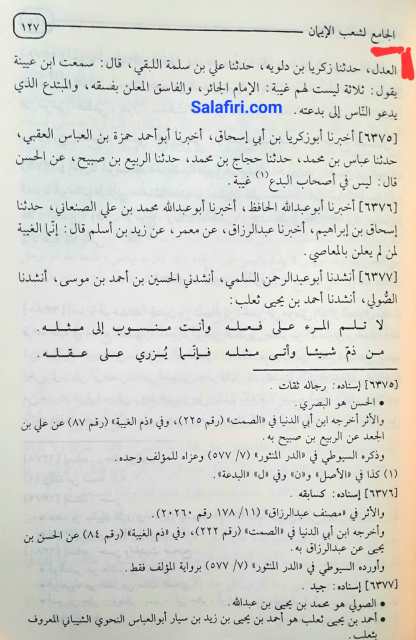 الجامع لشعب الإيمان
١٢٧
العدل، حدثنا زكريا بن دلويه، حدثنا علي بن سلمة اللبقي، قال: سمعت ابن عيينة
يقول: ثلاثة ليست لهم غيبة: الإمام الجائر، والفاسق المعلن بفسقه، والمبتدع الذي
يدعو النّاس إلى بدعته.
Salafiri.com
[٦٣٧٥] أخبرنا أبوزكريا بن أبي إسحاق، أخبرنا أبوأحمد حمزة بن العباس العقبي،
حدثنا عباس بن محمد، حدثنا حجاج بن محمد، حدثنا الربيع بن صبيح، عن الحسن
قال: ليس في أصحاب البدع(١) غيبة.
[٦٣٧٦] أخبرنا أبوعبدالله الحافظ، أخبرنا أبوعبدالله محمد بن علي الصنعاني، حدثنا
إسحاق بن إبراهيم، أخبرنا عبدالرزاق، عن معمر، عن زيد بن أسلم قال: إنّما الغيبة
لمن لم يعلن بالمعاصي.
[٦٣٧٧] أنشدنا أبوعبدالرحمن السلمي، أنشدني الحسين بن أحمد بن موسى، أنشدنا
الصُّولي، أنشدنا أحمد بن يحيى ثعلب:
لا تلم المرء على فعله وأنت منسوب إلى مثله.
من ذمّ شيئا وأتى مثله فإنّما يُزري على عقله.
[٦٣٧٥] إسناده: رجاله ثقات.
• الحسن هو البصري.
والأثر أخرجه ابن أبي الدنيا في «الصمت» (رقم ٢٢٥)، وفي «ذم الغيبة» (رقم ٨٧) عن علي بن
الجعد عن الربيع بن صبيح به.
وذكره السيوطي في «الدر المنثور» (٧/ ٥٧٧) وعزاه للمؤلف وحده.
(١) كذا في «الأصل» و«ن» وفي «ل» «البدعة».
[٦٣٧٦] إسناده: كسابقه.
والأثر في «مصنف عبدالرزاق» (١١/ ١٧٨ رقم ٢٠٢٦٠).
وأخرجه ابن أبي الدنيا في «الصمت» (رقم ٢٢٢)، وفي «ذم الغيبة» (رقم ٨٤) عن الحسن بن
يحيى عن عبدالرزاق به.
وأورده السيوطي في «الدر المنثور» (٧/ ٥٧٧) برواية المؤلف فقط.
[٦٣٧٧] إسناده: جيد.
• الصولي هو محمد بن يحيى بن عبدالله.
• أحمد بن يحيى ثعلب هو أحمد بن يحيى بن زيد بن سيار أبوالعباس النحوي الشيباني المعروف
بثعلب.